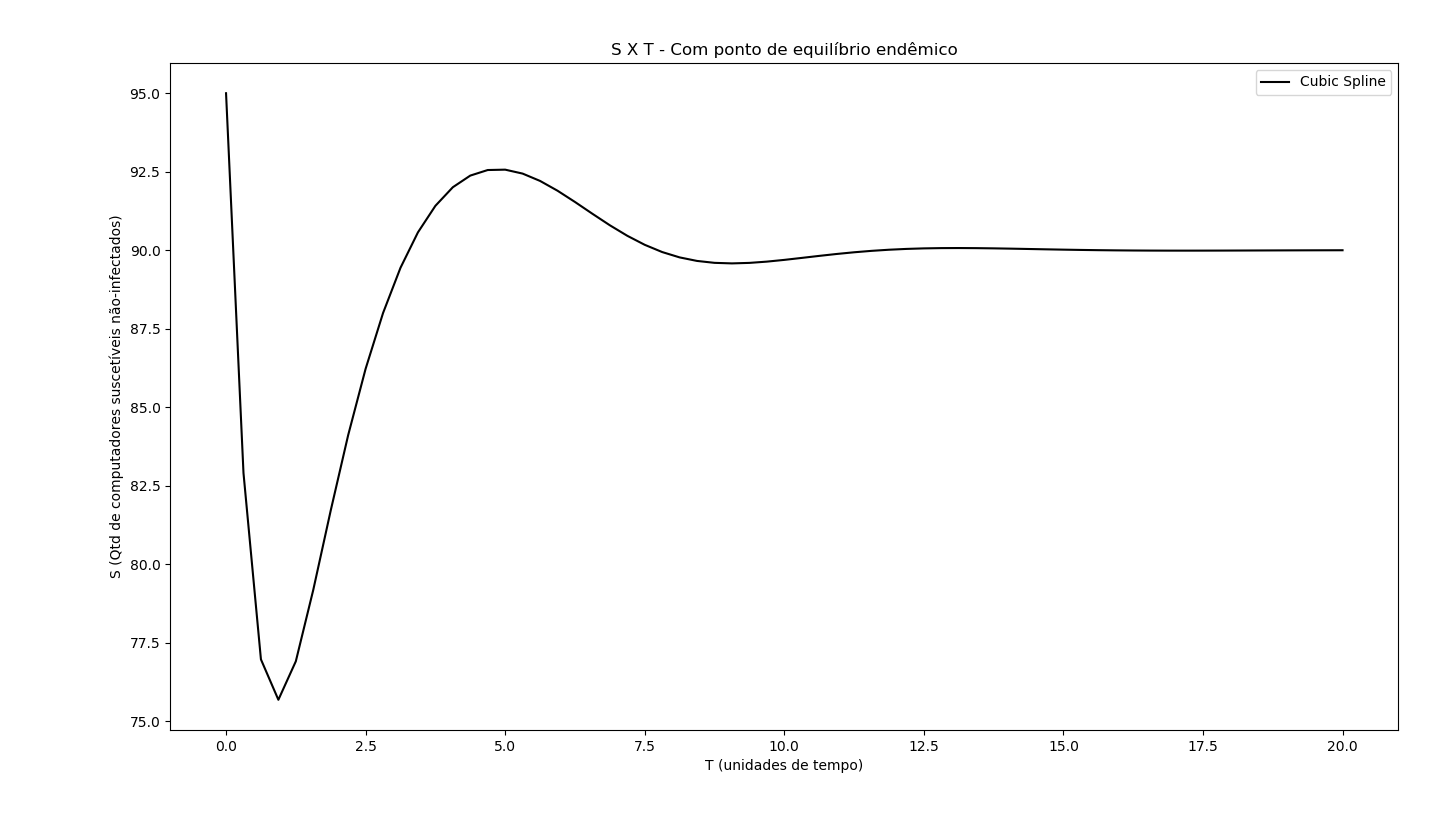 S X T - Com ponto de equilíbrio endêmico
Cubic Spline
95.0
92.5
90.0
87.5
85.0
82.5
80.0
77.5
75.0
S (Qtd de computadores suscetíveis não-infectados)
0.0 2.5 5.0 7.5 10.0 12.5 15.0 17.5 20.0
T (unidades de tempo)